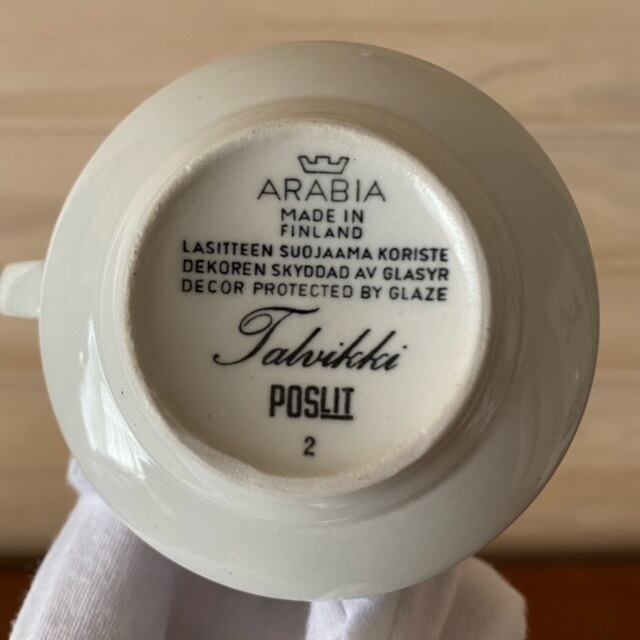 ARABIA
MADE IN
FINLAND
LASITTEEN SUOJAAMA KORISTE
DEKOREN SKYDDAD AV GLASYR
DECOR PROTECTED BY GLAZE
Talvikki
POSLIT
2